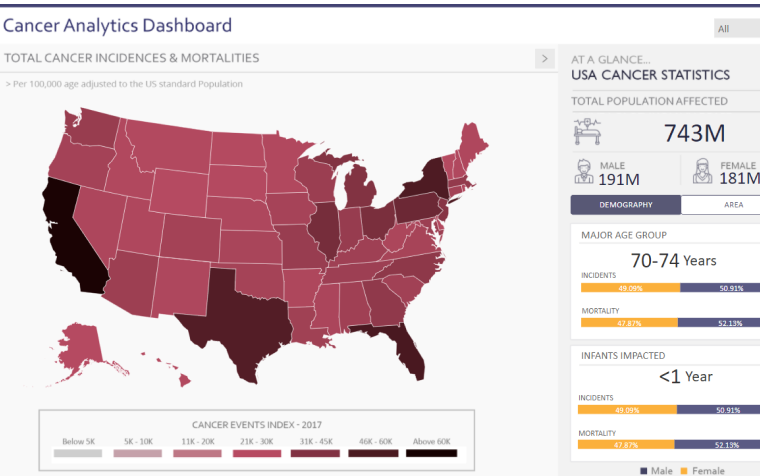 Cancer Analytics Dashboard
All
TOTAL CANCER INCIDENCES & MORTALITIES
>
> Per 100,000 age adjusted to the US standard Population
CANCER EVENTS INDEX - 2017
Below 5K 5K - 10K 11K - 20K 21K - 30K 31K - 45K 46K - 60K Above 60K
AT A GLANCE...
USA CANCER STATISTICS
TOTAL POPULATION AFFECTED
743M
MALE
191M
FEMALE
181M
DEMOGRAPHY AREA
MAJOR AGE GROUP
70-74 Years
INCIDENTS
49.09% 50.91%
MORTALITY
47.87% 52.13%
INFANTS IMPACTED
<1 Year
INCIDENTS
49.09% 50.91%
MORTALITY
47.87% 52.13%
Male Female